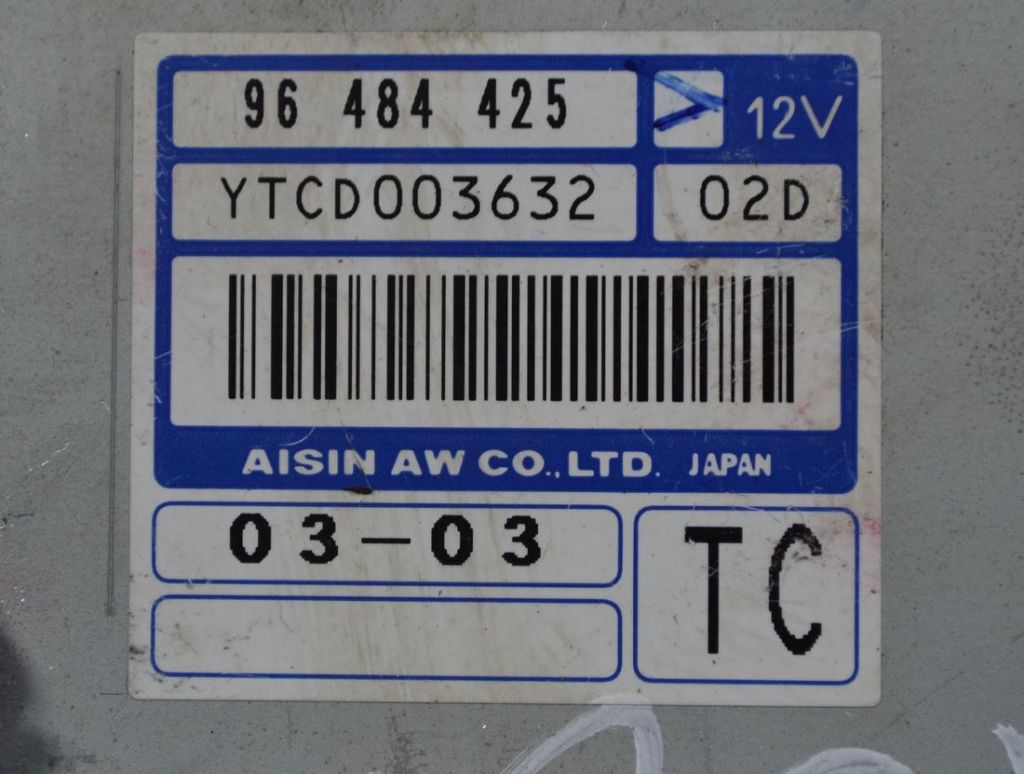 96 484 425
12V
YTCD003632
02D
AISIN AW CO.,LTD. JAPAN
03-03
TC